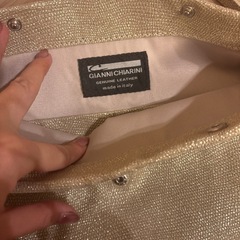 GIANNI CHIARINI
GENUINE LEATHER
made in Italy